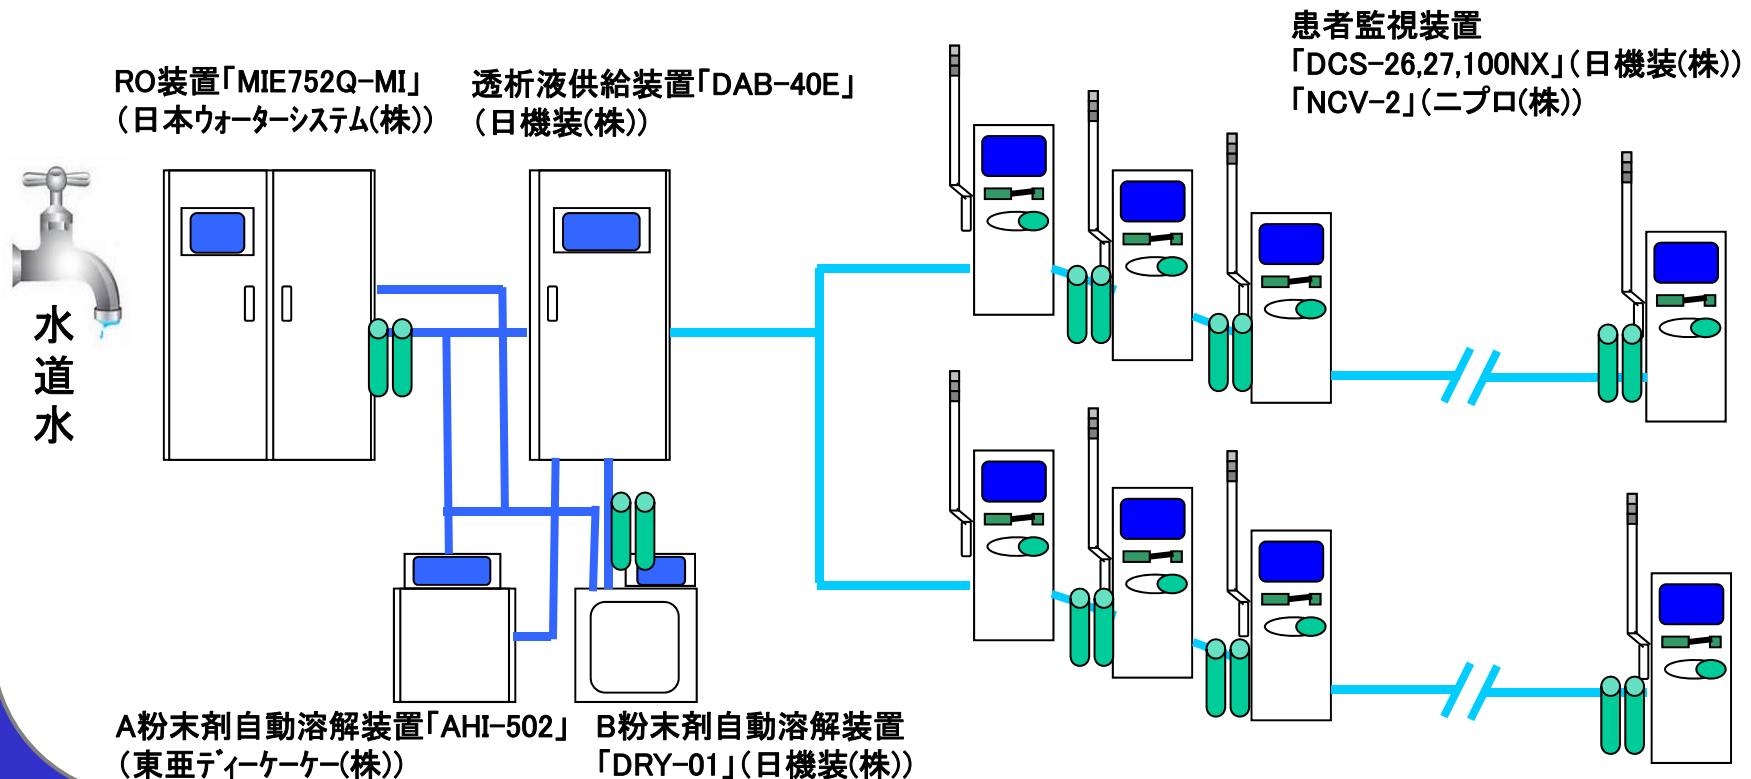 患者監視装置
「DCS-26,27,100NX」(日機装(株))
「NCV-2」(ニプロ(株))
RO装置「MIE752Q-MI」
(日本ウォーターシステム(株))
透析液供給装置「DAB-40E」
(日機装(株))
水道水
A粉末剤自動溶解装置「AHI-502」
(東亜ディーケーケー(株))
B粉末剤自動溶解装置
「DRY-01」(日機装(株))